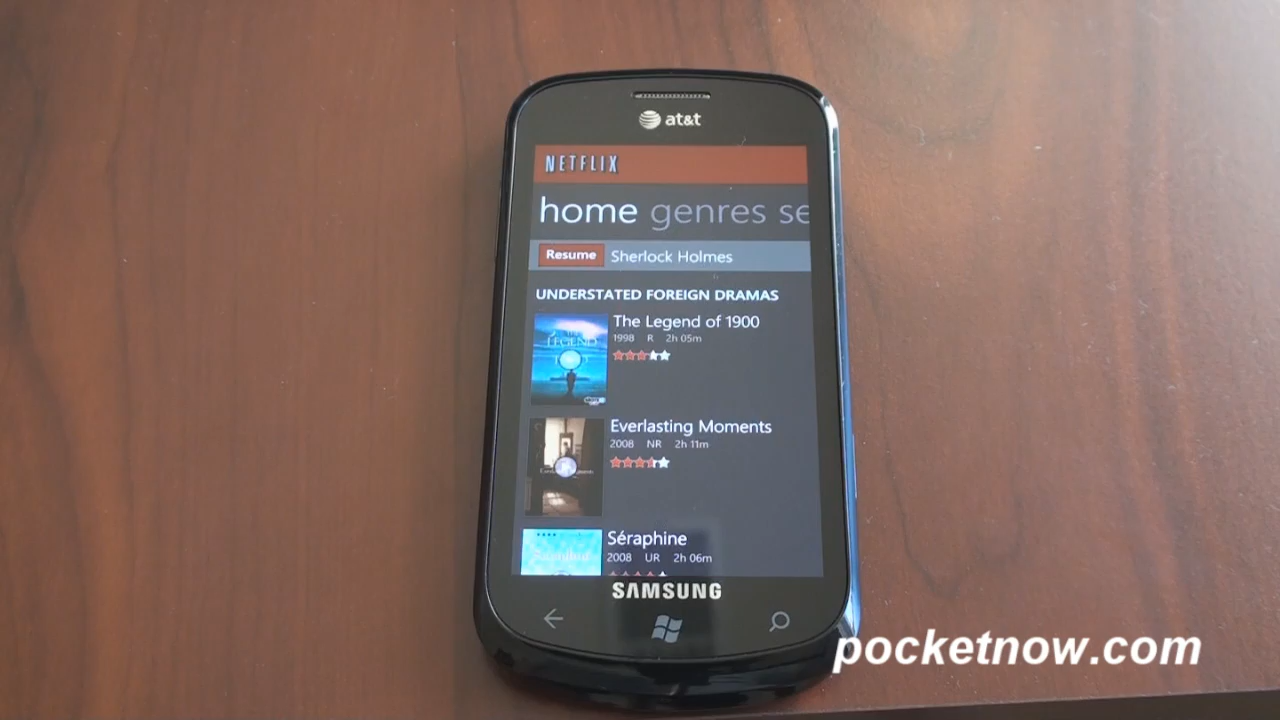 at&t
NETFLIX
home genres se
Resume Sherlock Holmes
UNDERSTATED FOREIGN DRAMAS
The Legend of 1900
1998 R 2h 05m
LEGEND
Everlasting Moments
2008 NR 2h 11m
Séraphine
2008 UR 2h 06m
SAMSUNG
pocketnow.com